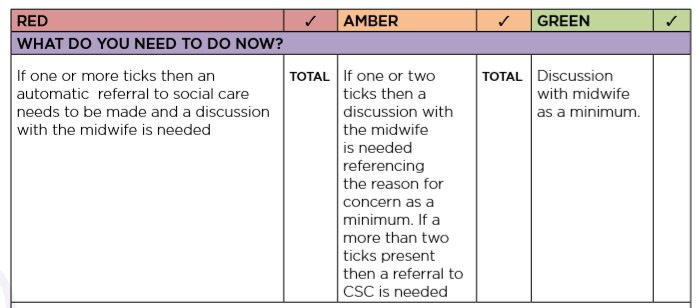 RED ✓ AMBER ✓ GREEN ✓
WHAT DO YOU NEED TO DO NOW?
If one or more ticks then an
automatic referral to social care
needs to be made and a discussion
with the midwife is needed
TOTAL
If one or two
ticks then a
discussion with
the midwife
is needed
referencing
the reason for
concern as a
minimum. If a
more than two
ticks present
then a referral to
CSC is needed
TOTAL
Discussion
with midwife
as a minimum.